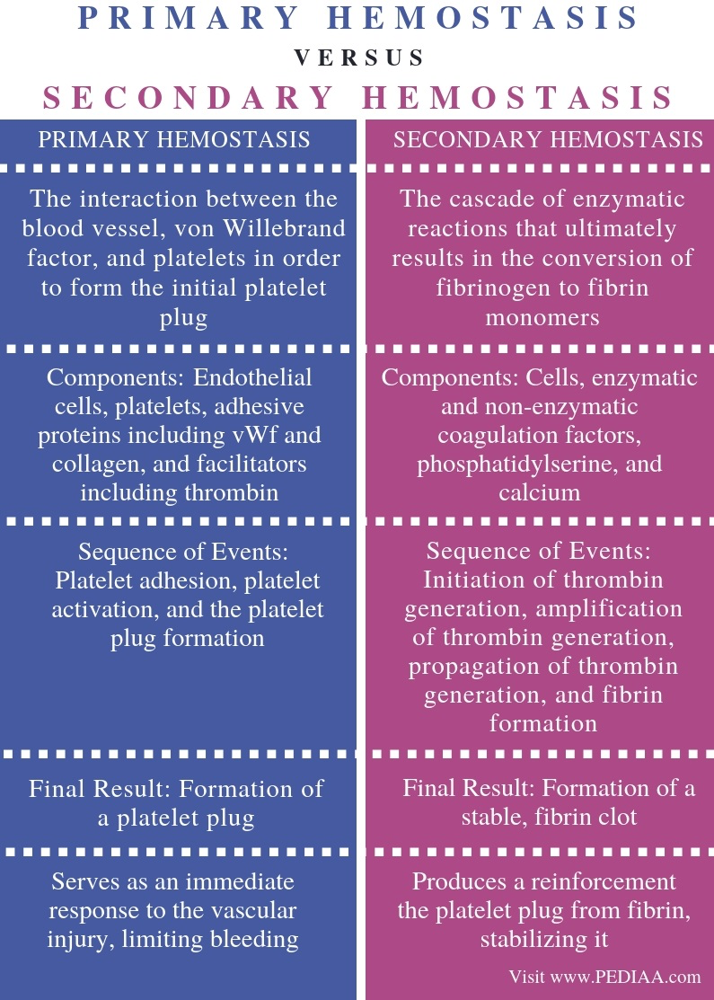 PRIMARY HEMOSTASIS
VERSUS
SECONDARY HEMOSTASIS
PRIMARY HEMOSTASIS
The interaction between the
blood vessel, von Willebrand
factor, and platelets in order
to form the initial platelet
plug
Components: Endothelial
cells, platelets, adhesive
proteins including vWf and
collagen, and facilitators
including thrombin
Sequence of Events:
Platelet adhesion, platelet
activation, and the platelet
plug formation
Final Result: Formation of
a platelet plug
Serves as an immediate
response to the vascular
injury, limiting bleeding
SECONDARY HEMOSTASIS
The cascade of enzymatic
reactions that ultimately
results in the conversion of
fibrinogen to fibrin
monomers
Components: Cells, enzymatic
and non-enzymatic
coagulation factors,
phosphatidylserine, and
calcium
Sequence of Events:
Initiation of thrombin
generation, amplification
of thrombin generation,
propagation of thrombin
generation, and fibrin
formation
Final Result: Formation of a
stable, fibrin clot
Produces a reinforcement
the platelet plug from fibrin,
stabilizing it
Visit www.PEDIAA.com